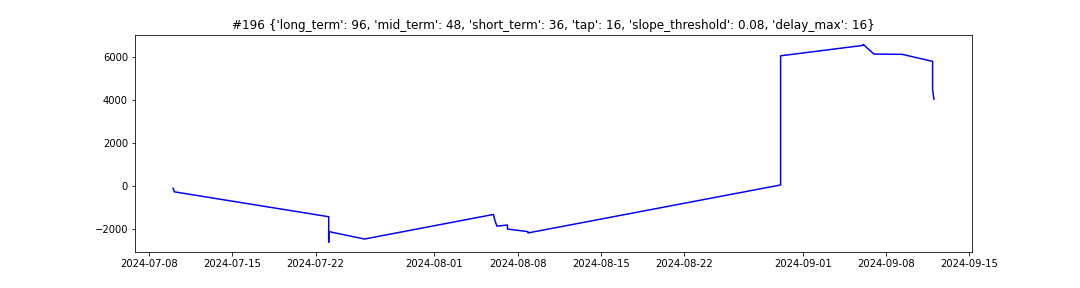 #196 {'long_term': 96, 'mid_term': 48, 'short_term': 36, 'tap': 16, 'slope_threshold': 0.08, 'delay_max': 16}
6000
4000
2000
0
−2000
2024-07-08 2024-07-15 2024-07-22 2024-08-01 2024-08-08 2024-08-15 2024-08-22 2024-09-01 2024-09-08 2024-09-15